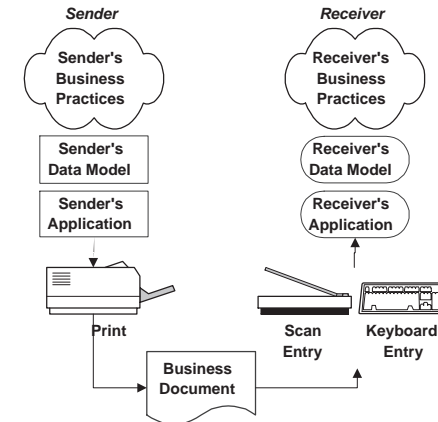 Sender
Receiver
Sender's
Business
Practices
Receiver's
Business
Practices
Sender's
Data Model
Receiver's
Data Model
Sender's
Application
Receiver's
Application
Print
Scan
Entry
Keyboard
Entry
Business
Document